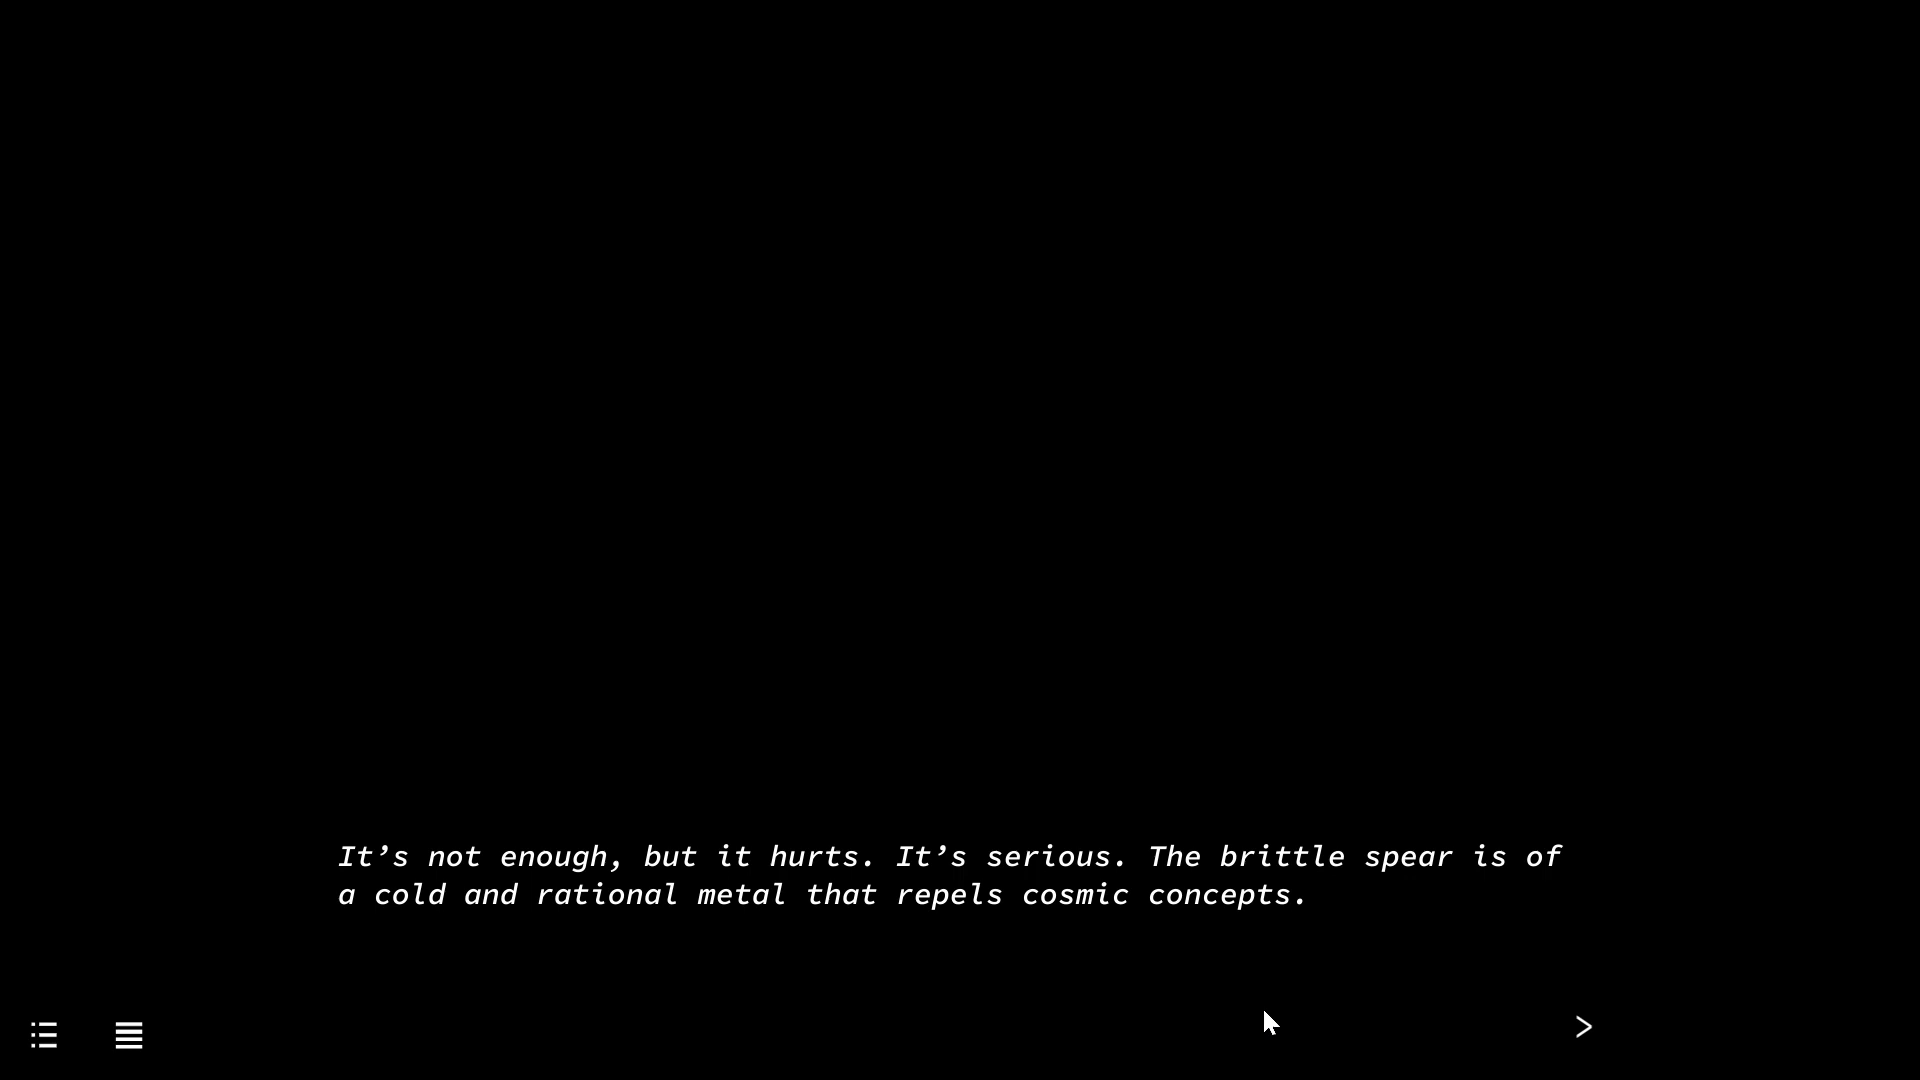 It’s not enough, but it hurts. It’s serious. The brittle spear is of
a cold and rational metal that repels cosmic concepts.